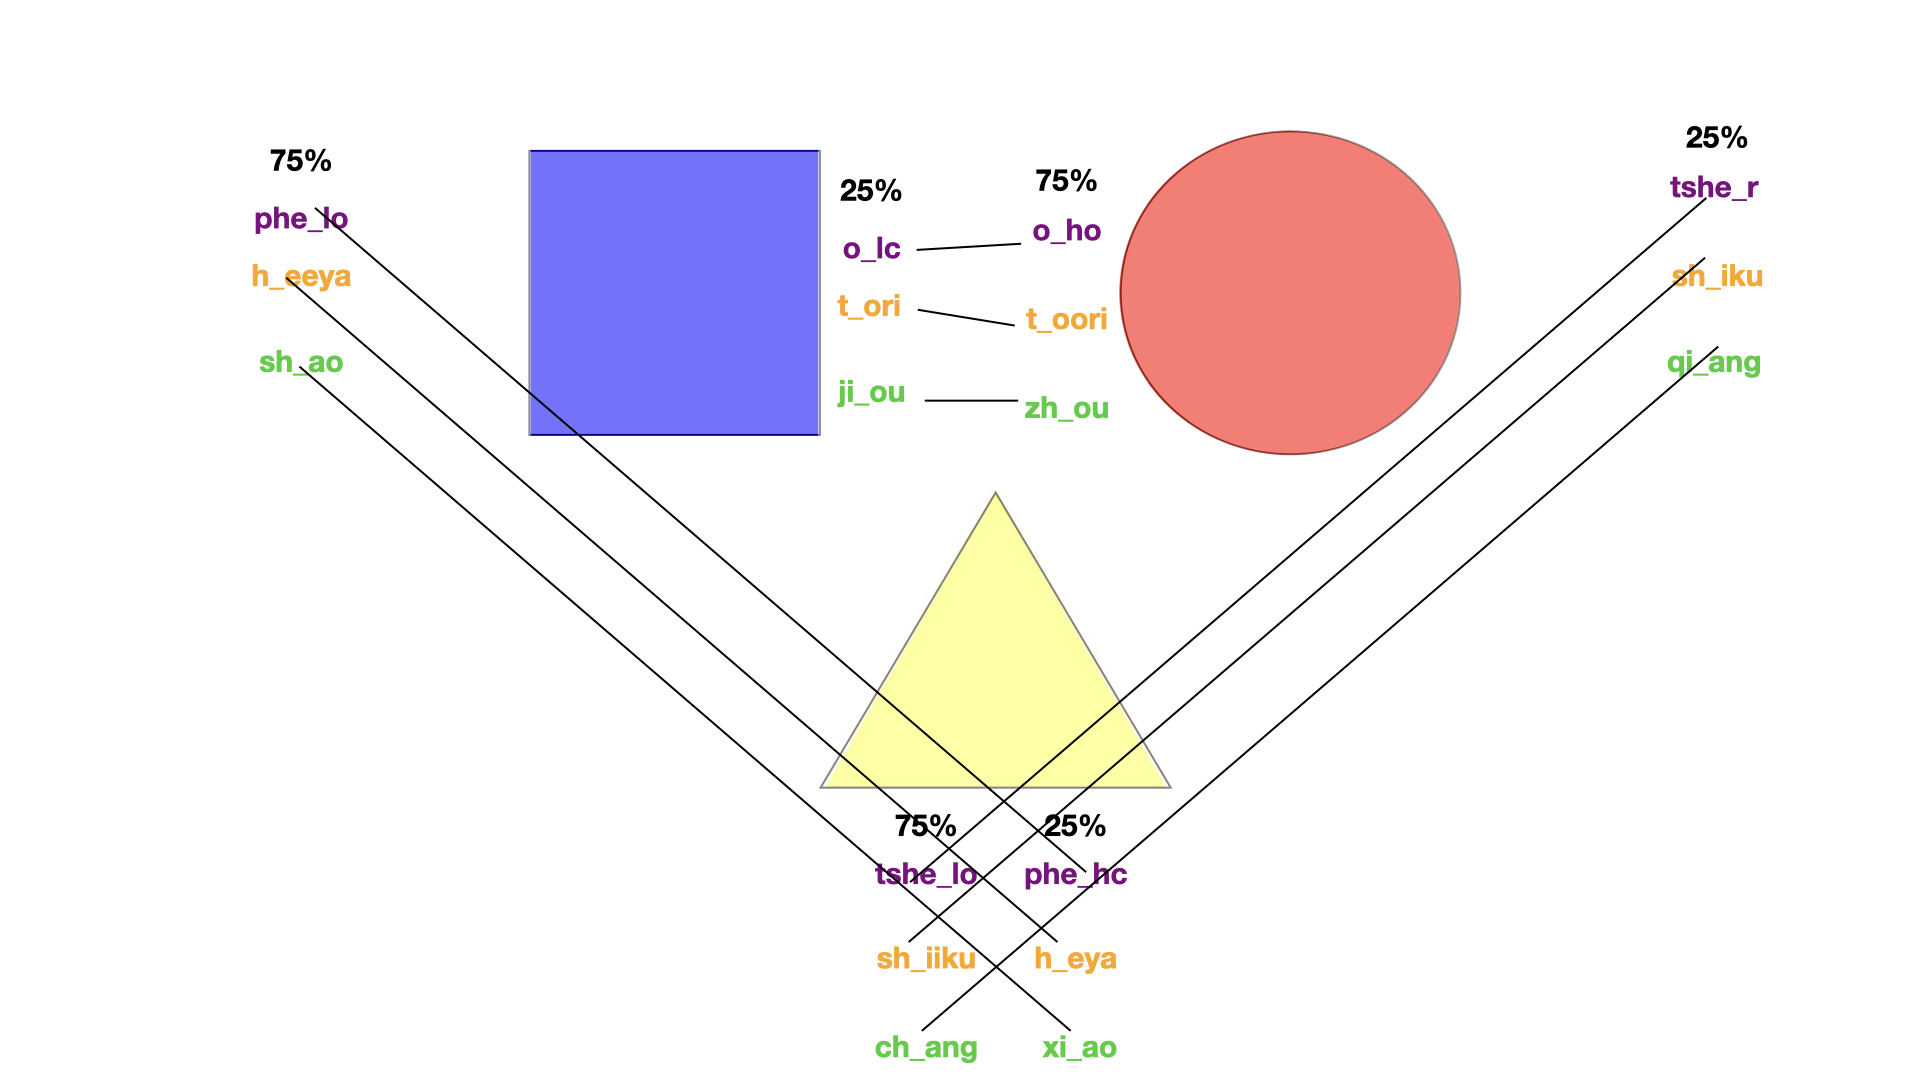 75%
phe_lo
h_eeya
sh_ao
25%
o_lc
t_ori
ji_ou
75%
o_ho
t_oori
zh_ou
25%
tshe_r
sh_iku
qi_ang
75%
tshe_lo
sh_iiku
ch_ang
25%
phe_hc
h_eya
xi_ao